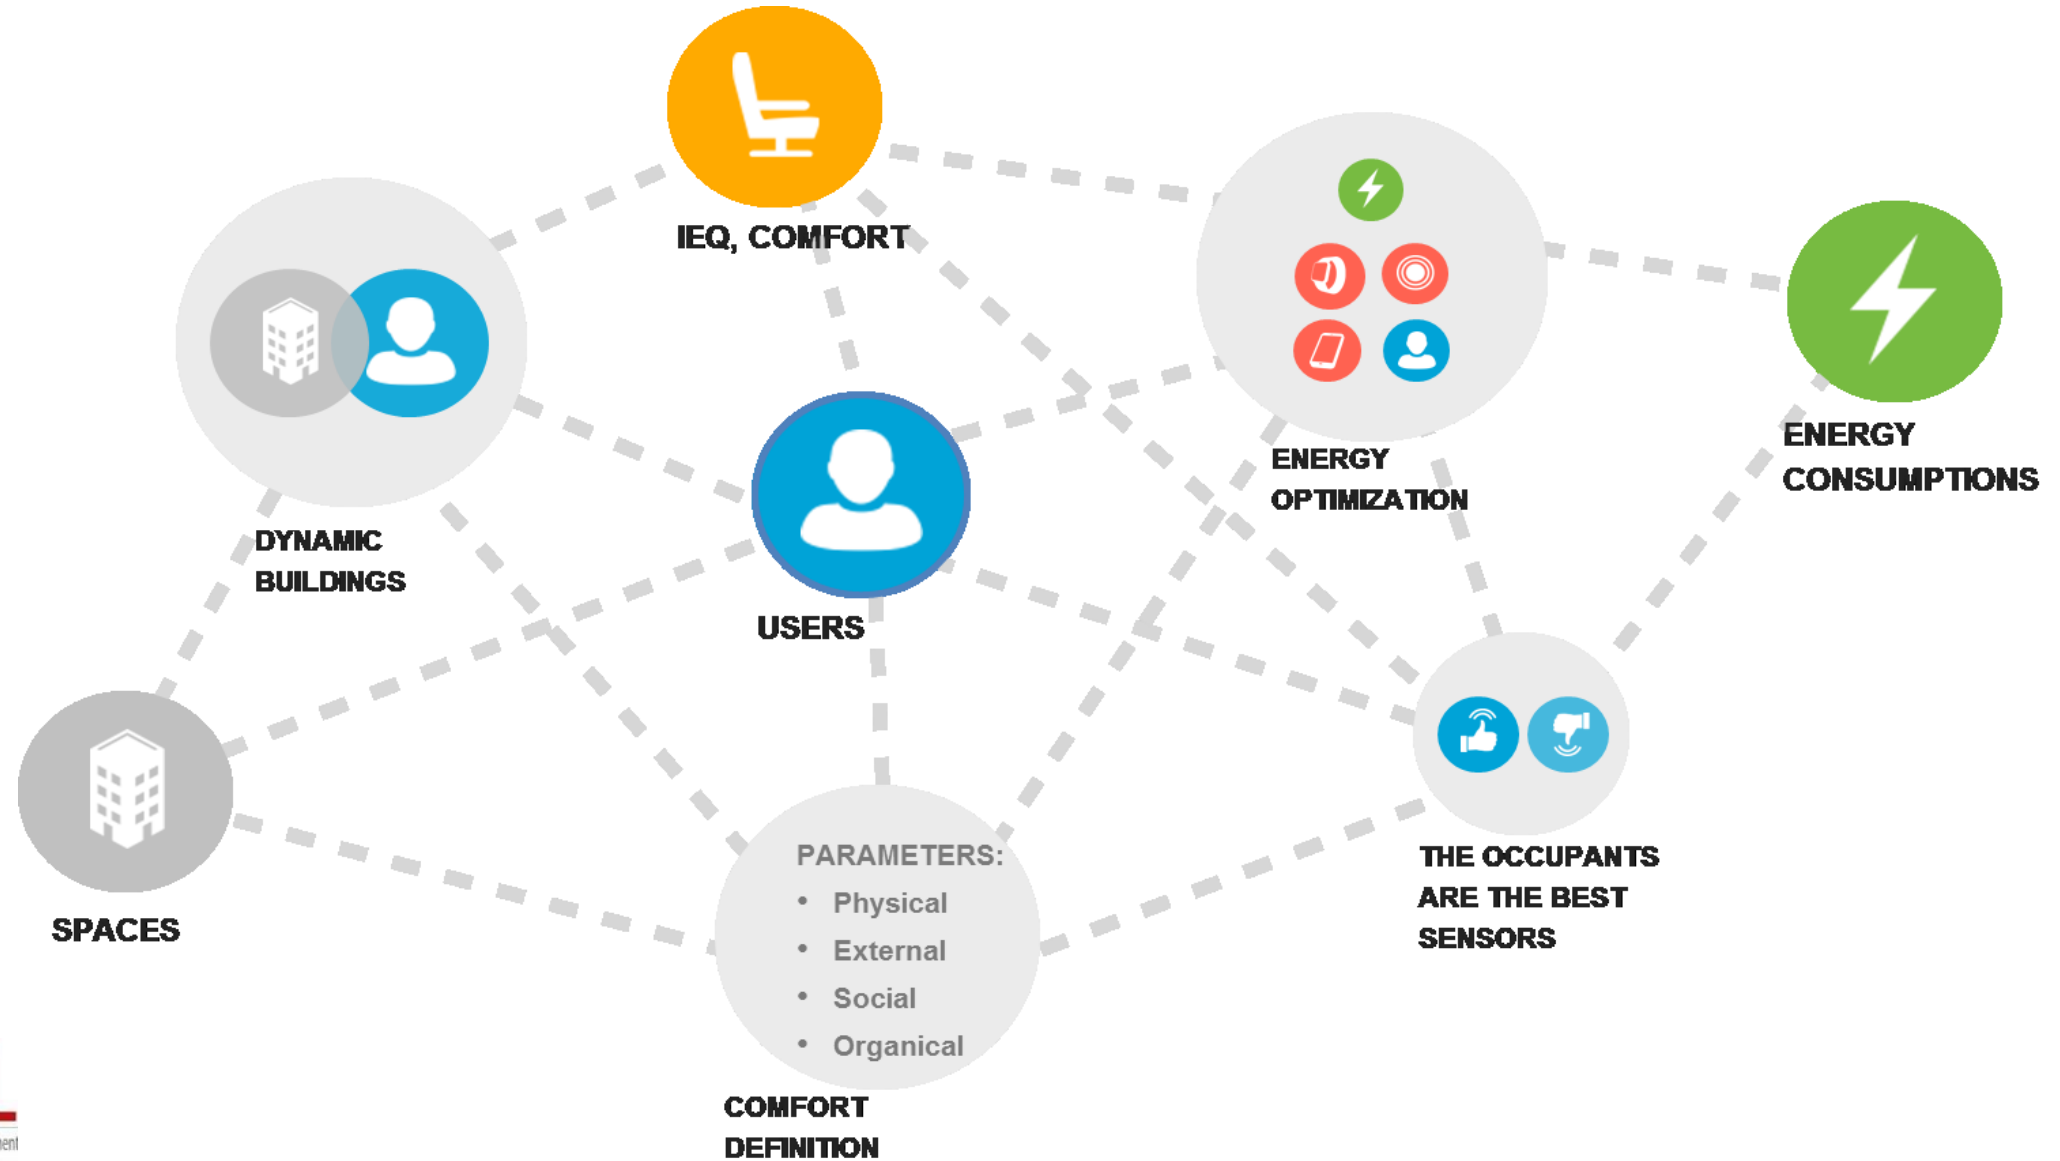 IEQ, COMFORT
ENERGY
CONSUMPTIONS
ENERGY
OPTIMIZATION
DYNAMIC
BUILDINGS
USERS
PARAMETERS:
• Physical
• External
• Social
• Organical
THE OCCUPANTS
ARE THE BEST
SENSORS
SPACES
COMFORT
DEFINITION